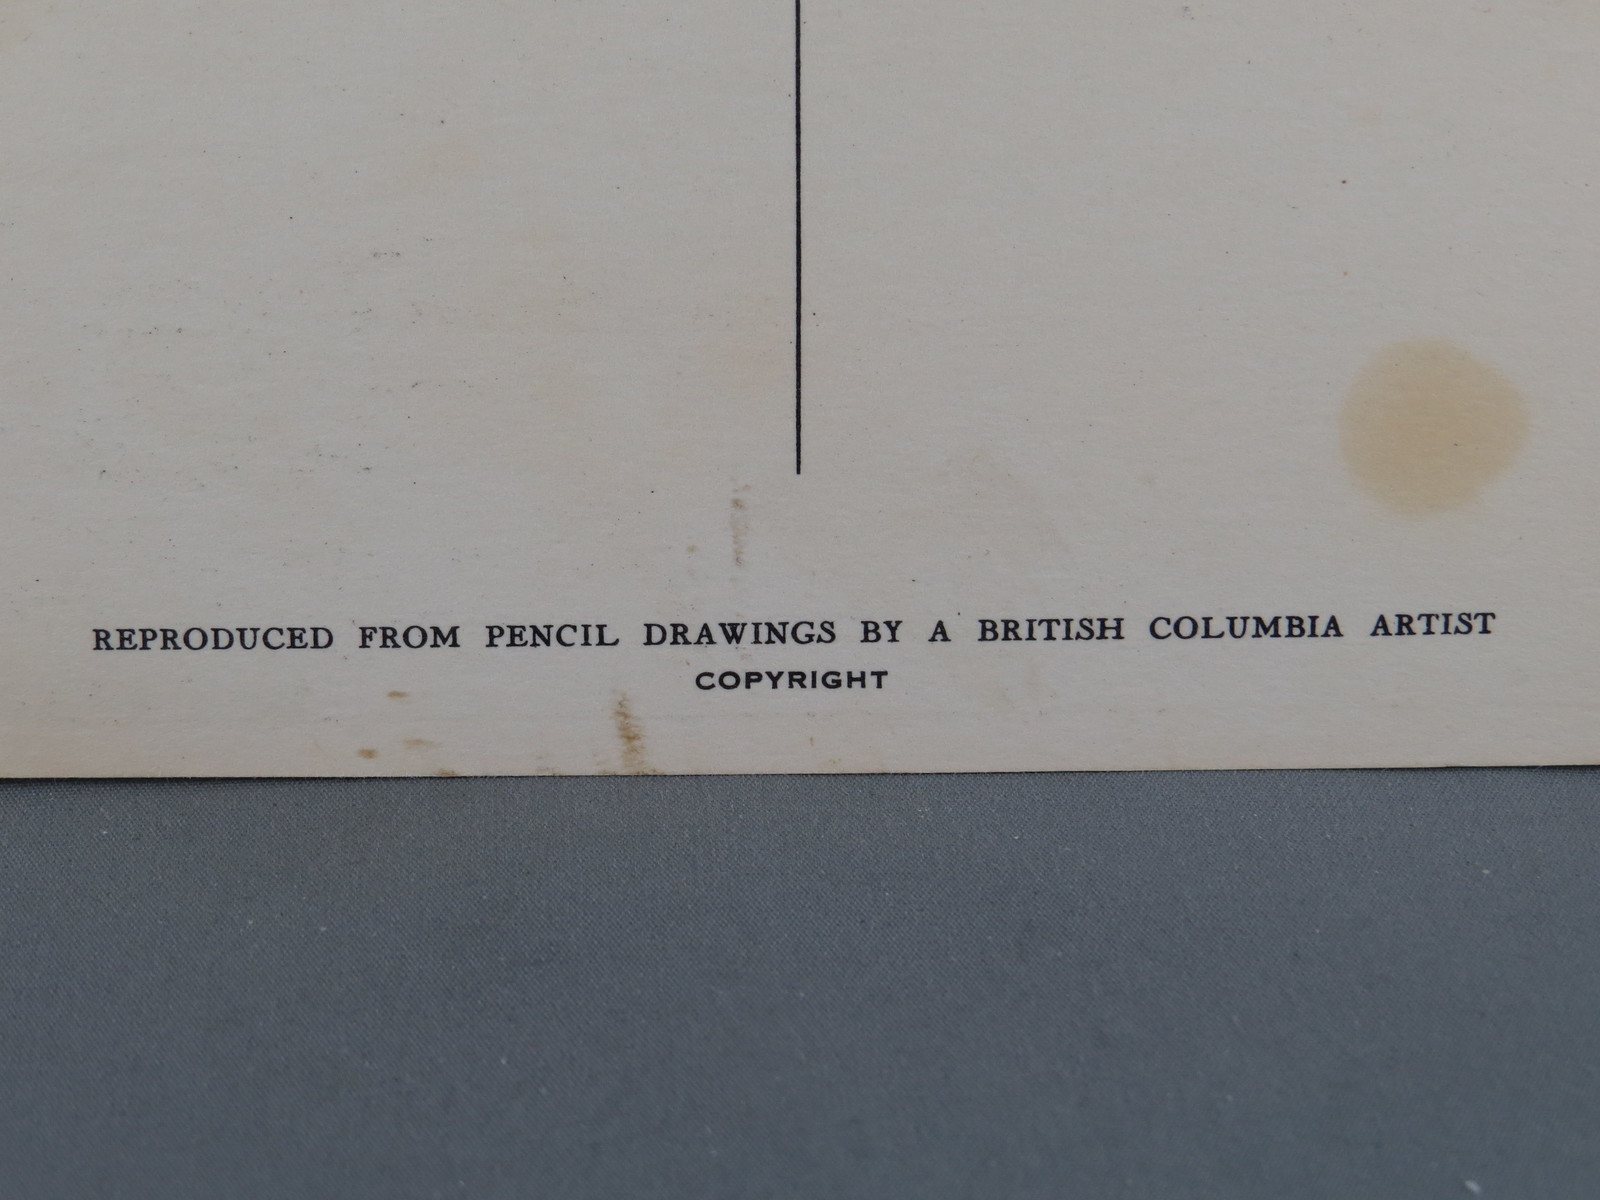 REPRODUCED FROM PENCIL DRAWINGS BY A BRITISH COLUMBIA ARTIST
COPYRIGHT